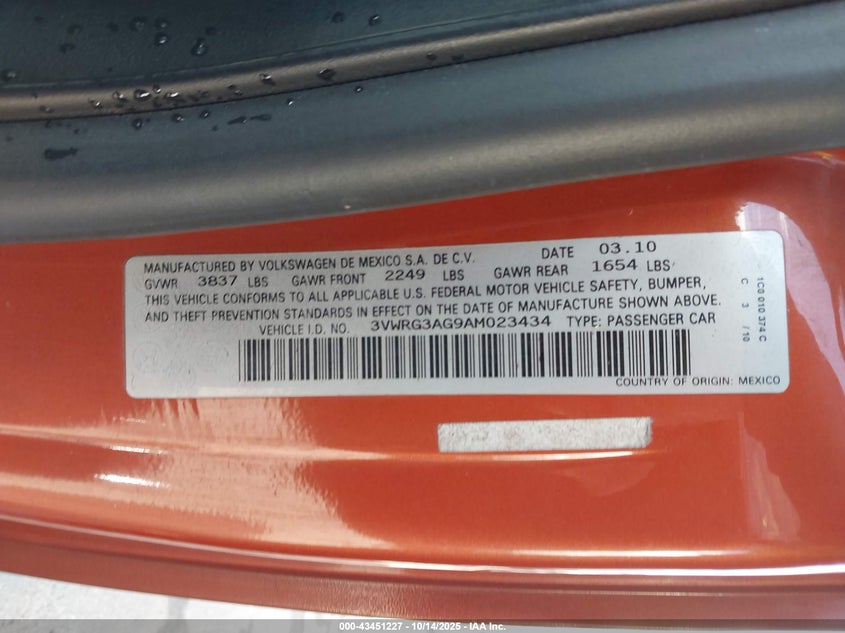 MANUFACTURED BY VOLKSWAGEN DE MEXICO S.A. DE C.V. DATE 03.10
GVWR 3837 LBS GAWR FRONT 2249 LBS GAWR REAR 1654 LBS
THIS VEHICLE CONFORMS TO ALL APPLICABLE U.S. FEDERAL MOTOR VEHICLE SAFETY, BUMPER,
AND THEFT PREVENTION STANDARDS IN EFFECT ON THE DATE OF MANUFACTURE SHOWN ABOVE.
VEHICLE I.D. NO. 3VWRG3AG9AM023434 TYPE: PASSENGER CAR
COUNTRY OF ORIGIN: MEXICO
1C0 010 374 C
C 3 /10
000-43451227 - 10/14/2025 - IAA Inc.